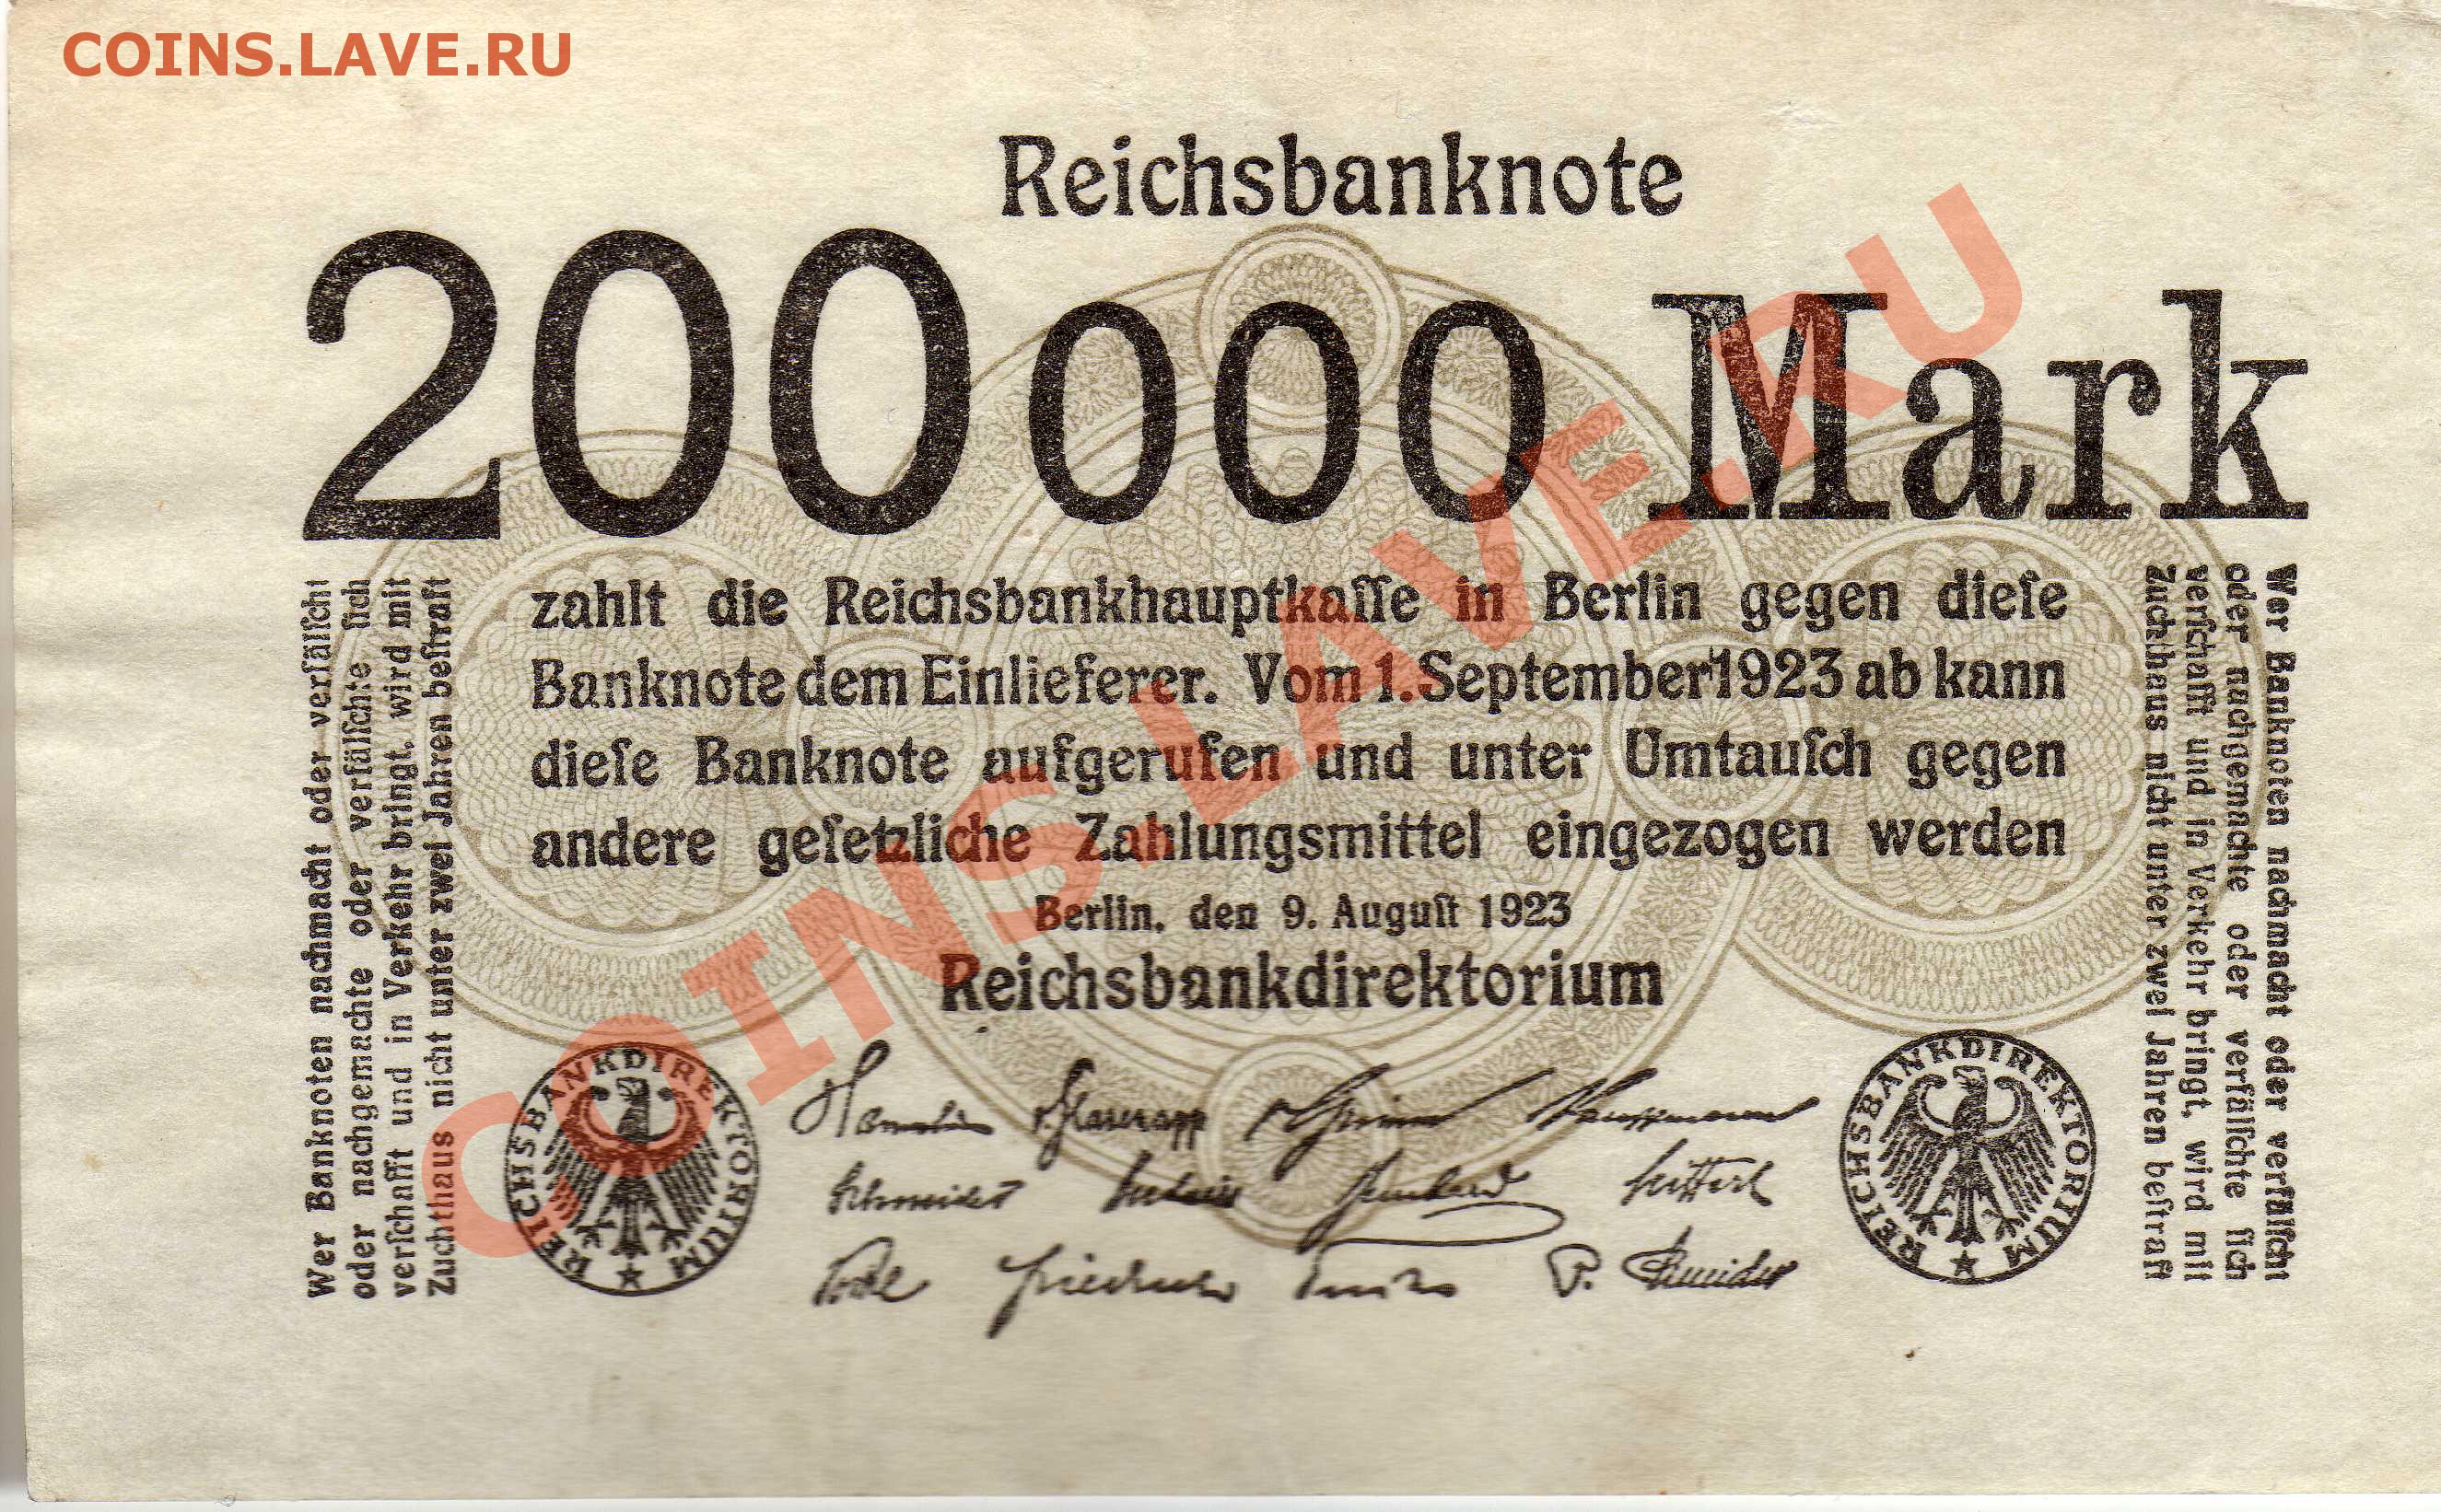 COINS.LAVE.RU
Reichsbanknote
200000 Mark
zahlt die Reichsbankhauptkaſſe in Berlin gegen dieſe
Banknote dem Einlieferer. Vom 1. September 1923 ab kann
dieſe Banknote aufgerufen und unter Umtauſch gegen
andere geſetzliche Zahlungsmittel eingezogen werden
Berlin, den 9. Auguſt 1923
Reichsbankdirektorium
Wer Banknoten nachmacht oder verfälſcht
oder nachgemachte oder verfälſchte ſich
verſchafft und in Verkehr bringt, wird mit
Zuchthaus nicht unter zwei Jahren beſtraft
Wer Banknoten nachmacht oder verfälſcht
oder nachgemachte oder verfälſchte ſich
verſchafft und in Verkehr bringt, wird mit
Zuchthaus nicht unter zwei Jahren beſtraft
REICHSBANKDIREKTORIUM
v. Grimm Kauffmann
Schneider
P. Schneider
REICHSBANKDIREKTORIUM
COINS.LAVE.RU